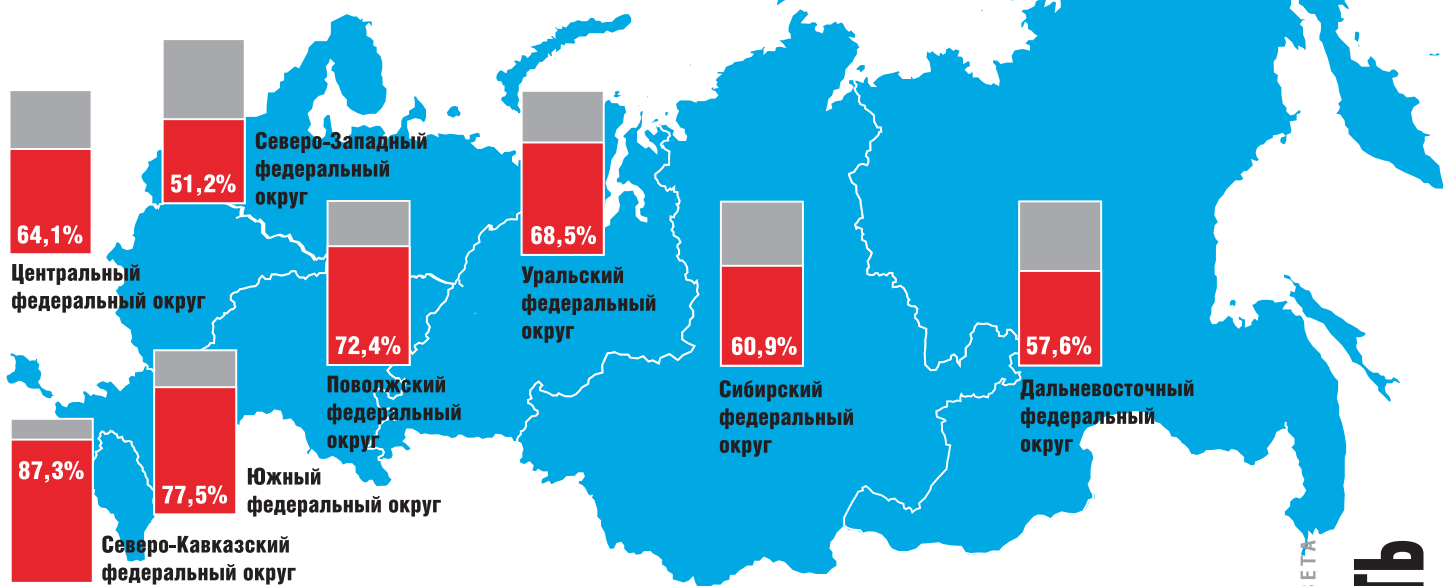 51,2%
Северо-Западный
федеральный
округ
64,1%
Центральный
федеральный округ
68,5%
Уральский
федеральный
округ
72,4%
Поволжский
федеральный
округ
60,9%
Сибирский
федеральный
округ
57,6%
Дальневосточный
федеральный
округ
77,5%
Южный
федеральный округ
87,3%
Северо-Кавказский
федеральный округ